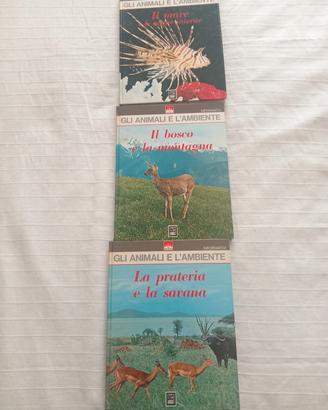 GLI ANIMALI E L'AMBIENTE
Il mare
GLI ANIMALI E L'AMBIENTE
Il bosco
e la montagna
GLI ANIMALI E L'AMBIENTE
La prateria
e la savana